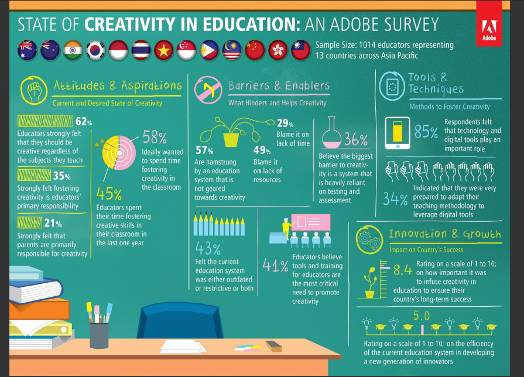 STATE OF CREATIVITY IN EDUCATION: AN ADOBE SURVEY
Adobe
Sample Size: 1014 educators representing
13 countries across Asia Pacific
Attitudes & Aspirations
Current and Desired State of Creativity
62%
Educators strongly felt
that they should be
creative regardless of
the subjects they teach
35%
Strongly felt fostering
creativity is educators'
primary responsibility
21%
Strongly felt that
parents are primarily
responsible for creativity
58%
Ideally wanted
to spend time
fostering
creativity in
the classroom
45%
Educators spent
their time fostering
creative skills in
their classroom in
the last one year
Barriers & Enablers
What Hinders and Helps Creativity
57%
Are hamstrung
by an education
system that is
not geared
towards creativity
29%
Blame it on
lack of time
49%
Blame it
on lack of
resources
36%
Believe the biggest
barrier to creativ-
ity is a system that
is heavily reliant
on testing and
assessment
43%
Felt the current
education system
was either outdated
or restrictive or both
41%
Educators believe
tools and training
for educators are
the most critical
need to promote
creativity
Tools &
Techniques
Methods to Foster Creativity
85%
Respondents felt
that technology and
digital tools play an
important role
34%
Indicated that they were very
prepared to adapt their
teaching methodology to
leverage digital tools
Innovation & Growth
Impact on Country's Success
8.4
Rating on a scale of 1 to 10;
on how important it was
to infuse creativity in
education to ensure their
country's long-term success
5.0
Rating on a scale of 1 to 10; on the efficiency
of the current education system in developing
a new generation of innovators